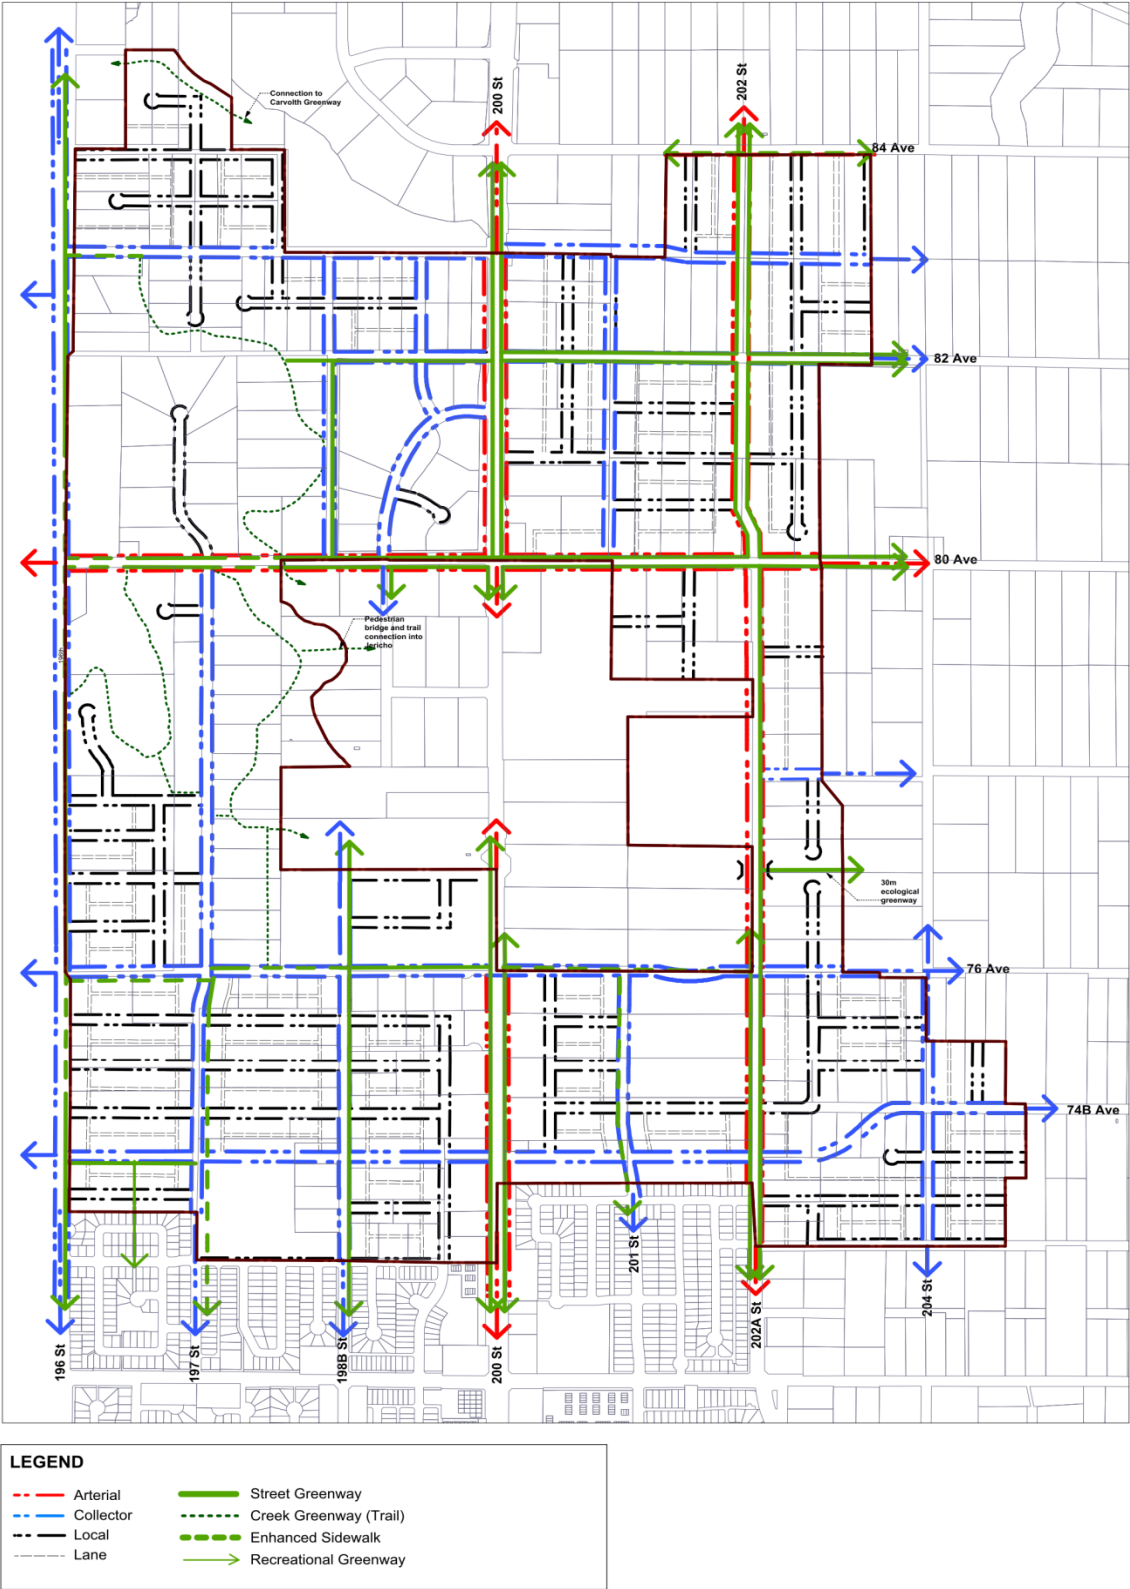 Connection to
Carvolth Greenway
200 St
202 St
84 Ave
82 Ave
80 Ave
Pedestrian
bridge and trail
connection into
Jericho
196th
30m
ecological
greenway
76 Ave
74B Ave
196 St
197 St
198B St
200 St
201 St
202A St
204 St
LEGEND
Arterial
Collector
Local
Lane
Street Greenway
Creek Greenway (Trail)
Enhanced Sidewalk
Recreational Greenway